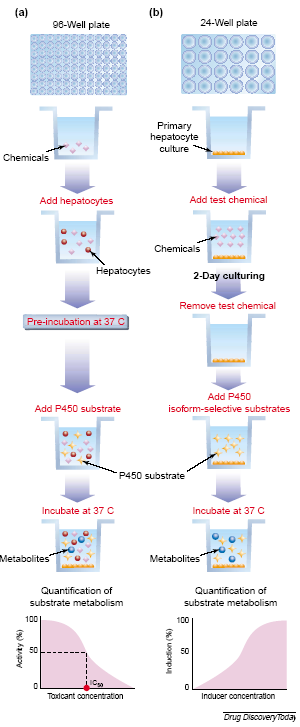 (a)
96-Well plate
Chemicals
Add hepatocytes
Hepatocytes
Pre-incubation at 37 C
Add P450 substrate
P450 substrate
Incubate at 37 C
Metabolites
Quantification of
substrate metabolism
Activity (%)
100
50
0
IC50
Toxicant concentration
(b)
24-Well plate
Primary
hepatocyte
culture
Add test chemical
Chemicals
2-Day culturing
Remove test chemical
Add P450
isoform-selective substrates
Incubate at 37 C
Metabolites
Quantification of
substrate metabolism
Induction (%)
100
50
0
Inducer concentration
Drug Discovery Today